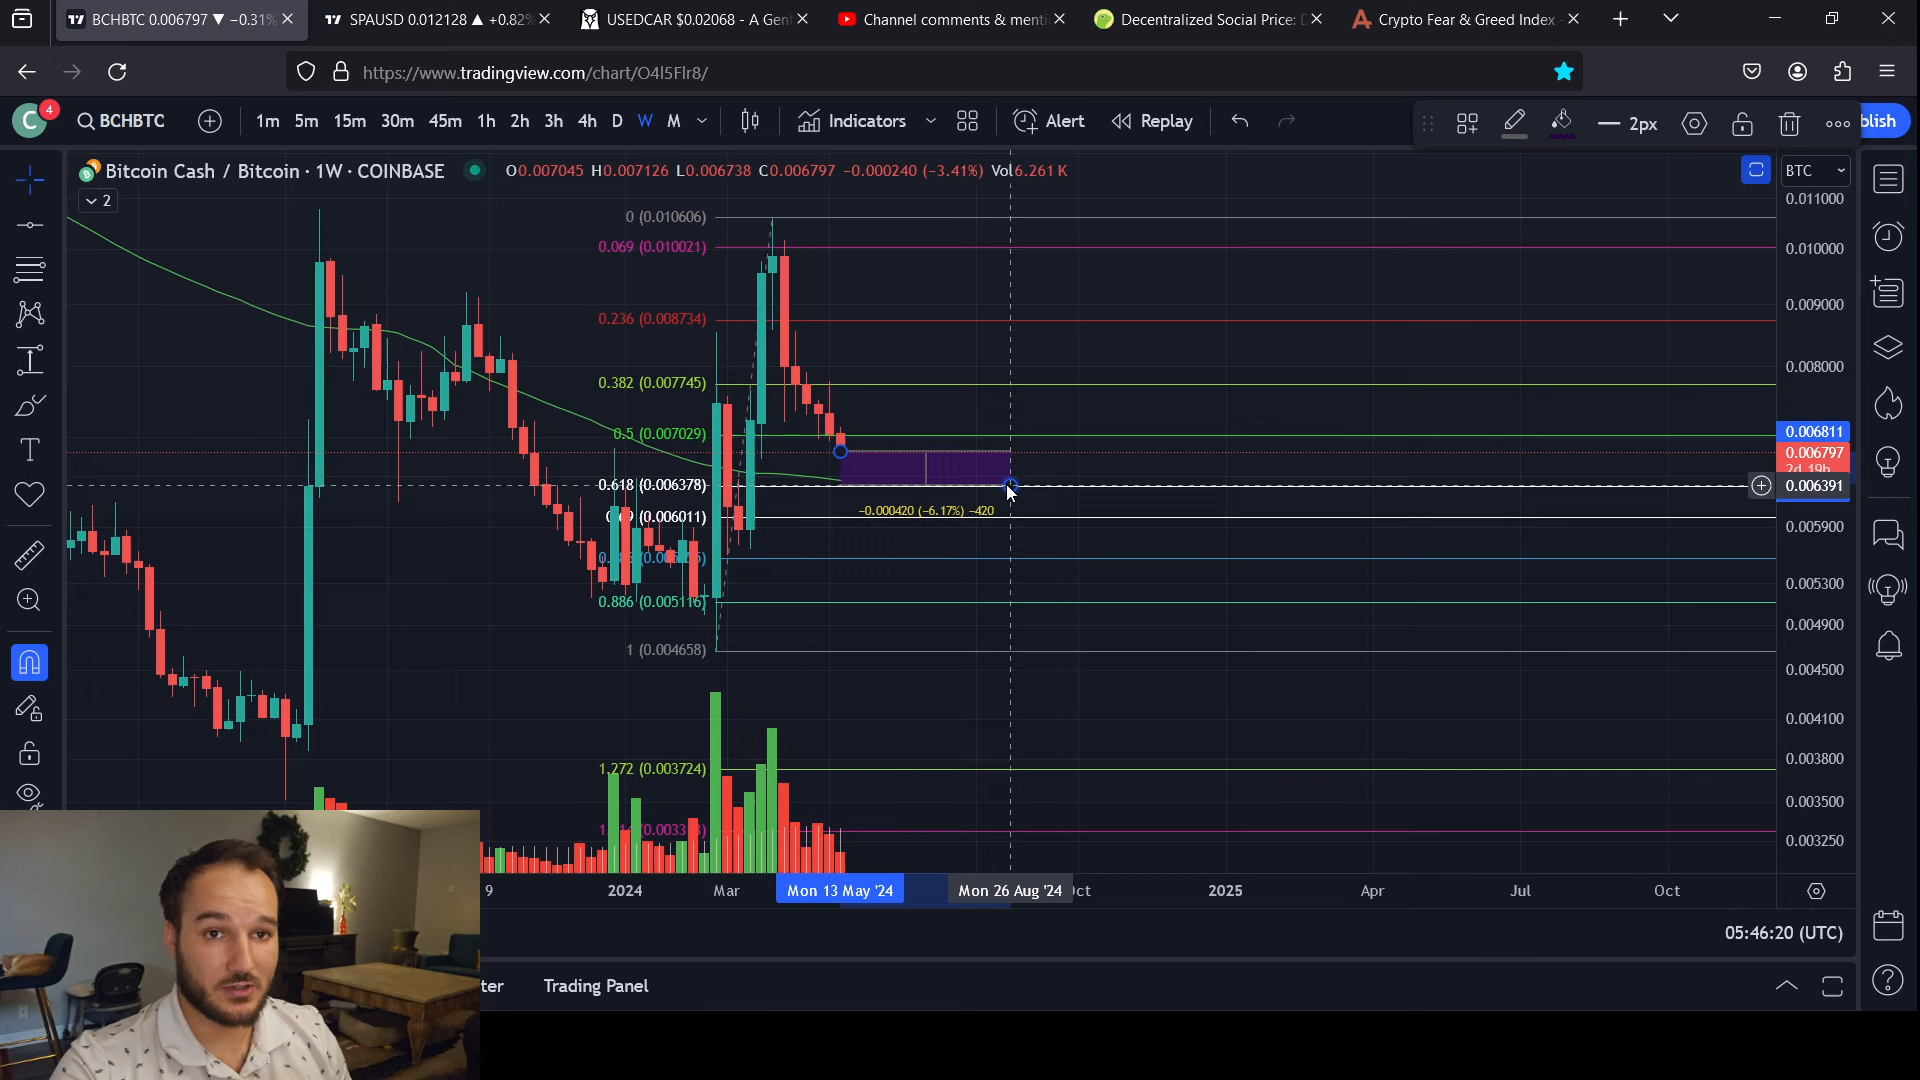 BCHBTC 0.006797 ▼ −0.31%
SPAUSD 0.012128 ▲ +0.82%
USEDCAR $0.02068 - A Gen
Channel comments & menti
Decentralized Social Price:
Crypto Fear & Greed Index
https://www.tradingview.com/chart/O4l5Flr8/
C
4
BCHBTC
1m 5m 15m 30m 45m 1h 2h 3h 4h D W M
Indicators
Alert
Replay
2px
blish
Bitcoin Cash / Bitcoin · 1W · COINBASE
O0.007045 H0.007126 L0.006738 C0.006797 −0.000240 (−3.41%) Vol6.261 K
BTC
2
0.011000
0 (0.010606)
0.069 (0.010021)
0.010000
0.009000
0.236 (0.008734)
0.008000
0.382 (0.007745)
0.5 (0.007029)
0.006811
0.006797
2d 19h
0.618 (0.006378)
0.006391
−0.000420 (−6.17%) −420
(0.006011)
0.005900
0.005300
0.886 (0.005116)
0.004900
1 (0.004658)
0.004500
0.004100
0.003800
1.272 (0.003724)
0.003500
0.003250
9
2024
Mar
Mon 13 May '24
Mon 26 Aug '24
ct
2025
Apr
Jul
Oct
05:46:20 (UTC)
ter
Trading Panel